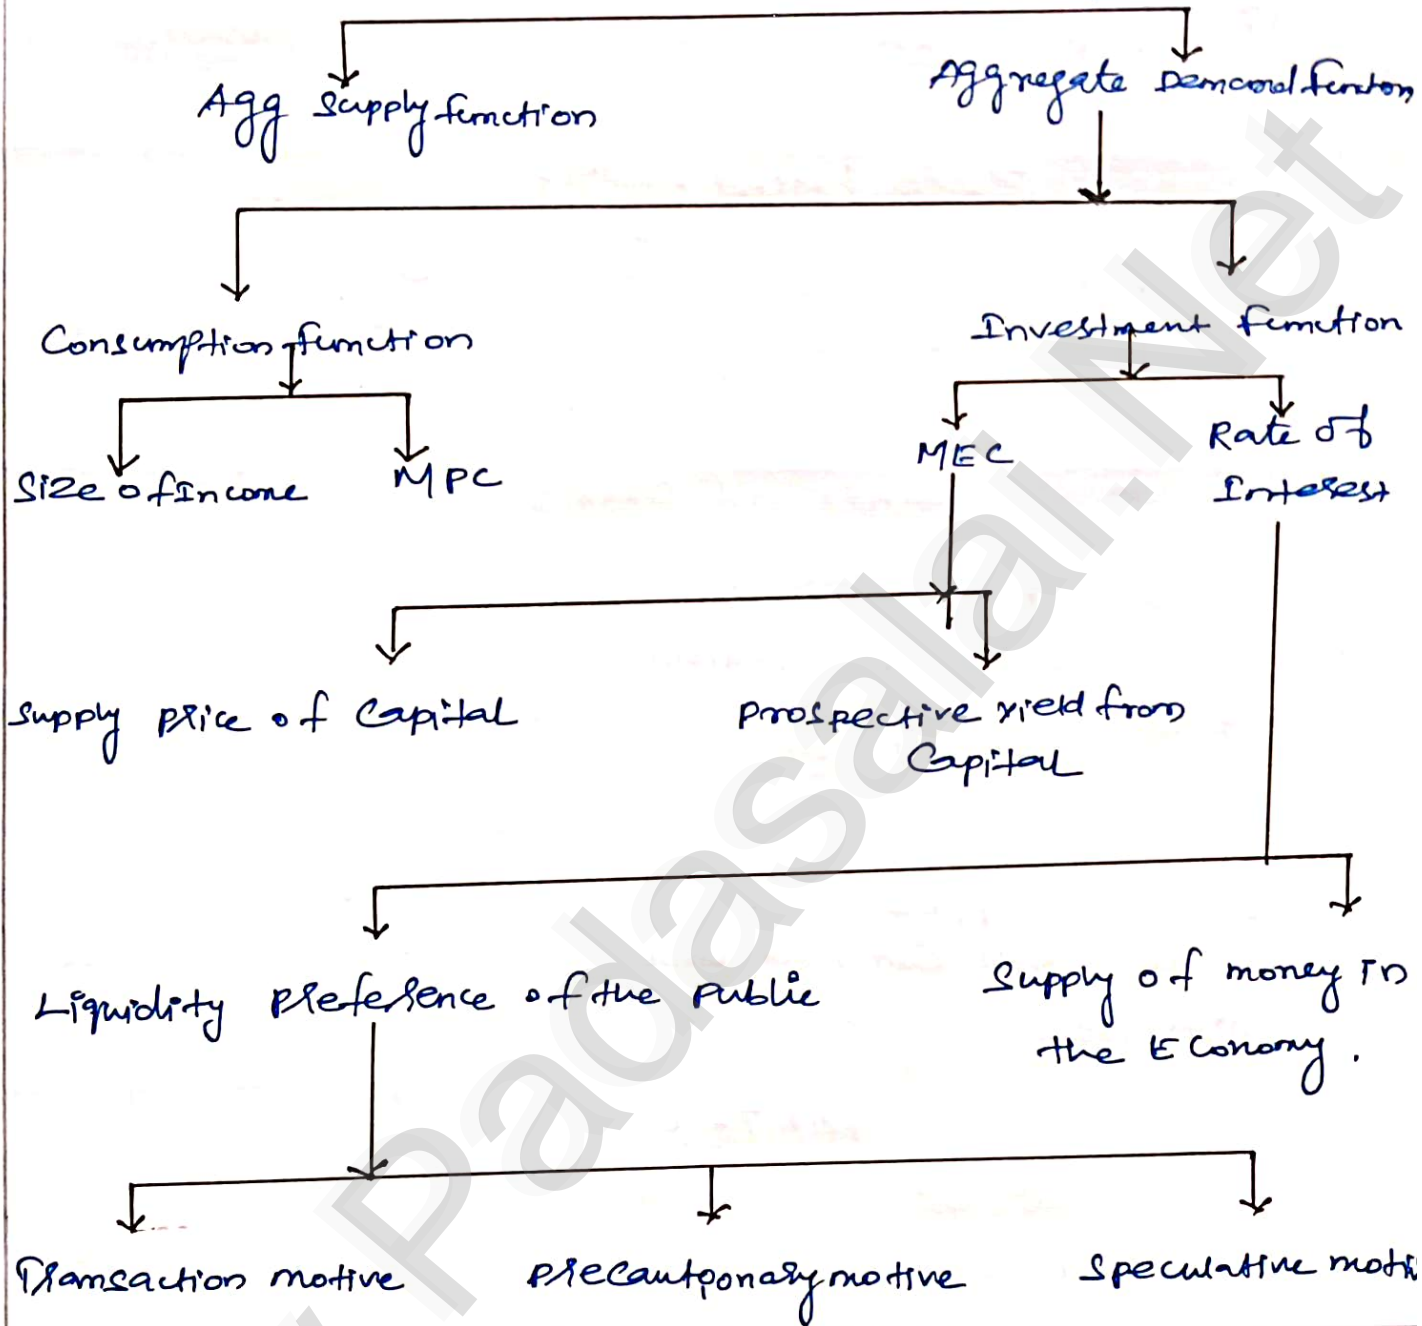 Agg Supply function
Aggregate Demand function
Consumption function
Investment function
Size of Income
MPC
MEC
Rate of
Interest
Supply price of Capital
Prospective yield from
Capital
Liquidity preference of the Public
Supply of money in
the Economy.
Transaction motive
Precautionary motive
Speculative moti
Padasalai.Net